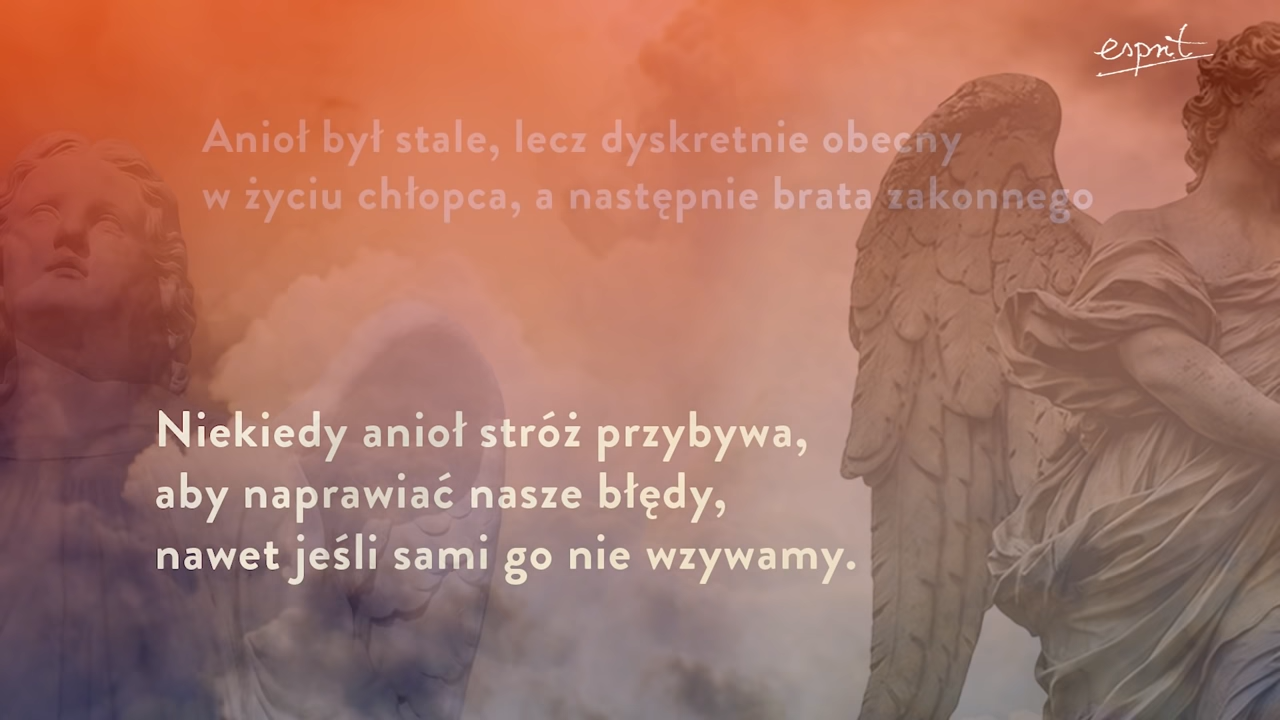 esprit
Anioł był stale, lecz dyskretnie obecny
w życiu chłopca, a następnie brata zakonnego
Niekiedy anioł stróż przybywa,
aby naprawiać nasze błędy,
nawet jeśli sami go nie wzywamy.